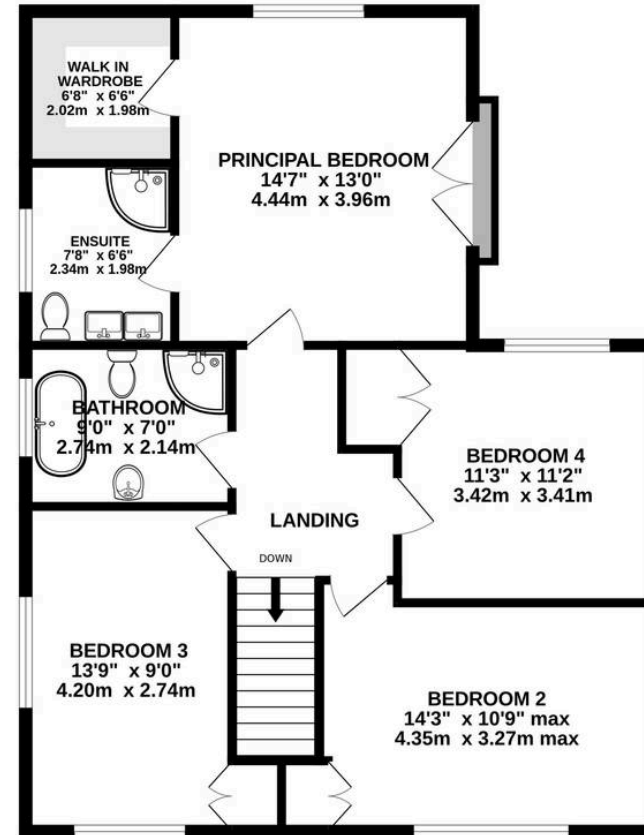 WALK IN
WARDROBE
6'8" x 6'6"
2.02m x 1.98m
PRINCIPAL BEDROOM
14'7" x 13'0"
4.44m x 3.96m
ENSUITE
7'8" x 6'6"
2.34m x 1.98m
BATHROOM
9'0" x 7'0"
2.74m x 2.14m
BEDROOM 4
11'3" x 11'2"
3.42m x 3.41m
LANDING
DOWN
BEDROOM 3
13'9" x 9'0"
4.20m x 2.74m
BEDROOM 2
14'3" x 10'9" max
4.35m x 3.27m max